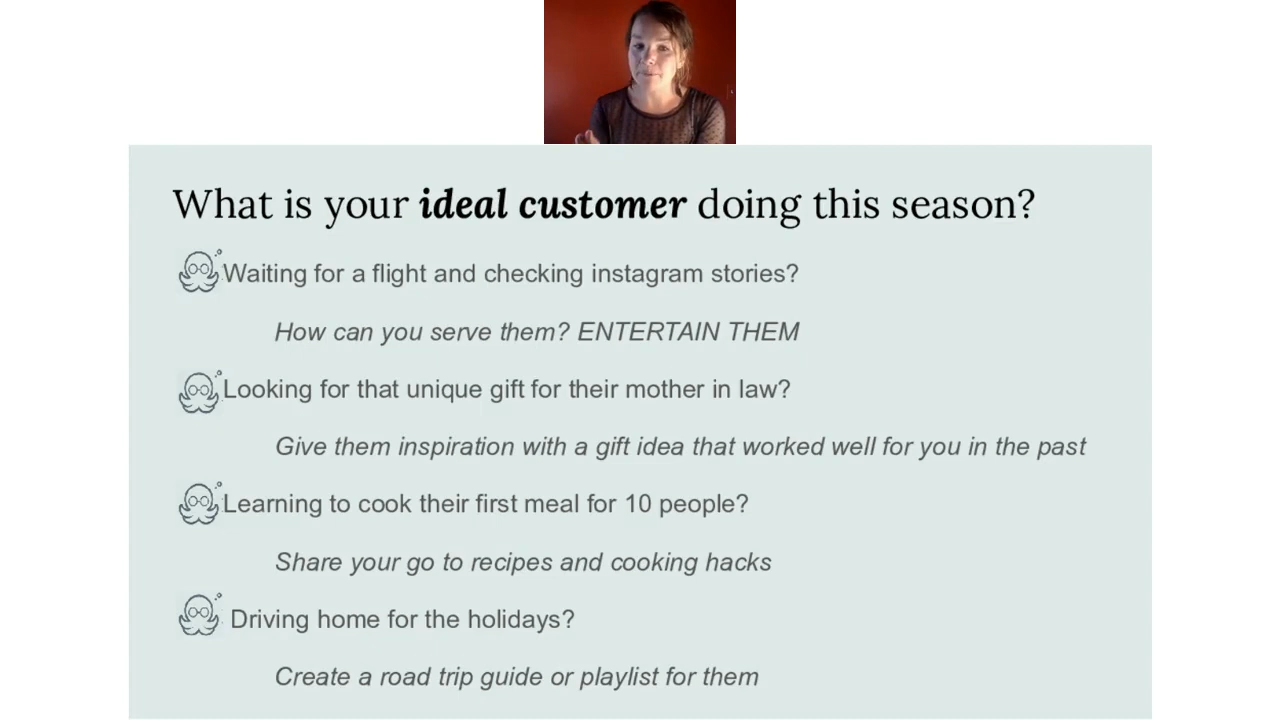 What is your ideal customer doing this season?
Waiting for a flight and checking instagram stories?
How can you serve them? ENTERTAIN THEM
Looking for that unique gift for their mother in law?
Give them inspiration with a gift idea that worked well for you in the past
Learning to cook their first meal for 10 people?
Share your go to recipes and cooking hacks
Driving home for the holidays?
Create a road trip guide or playlist for them